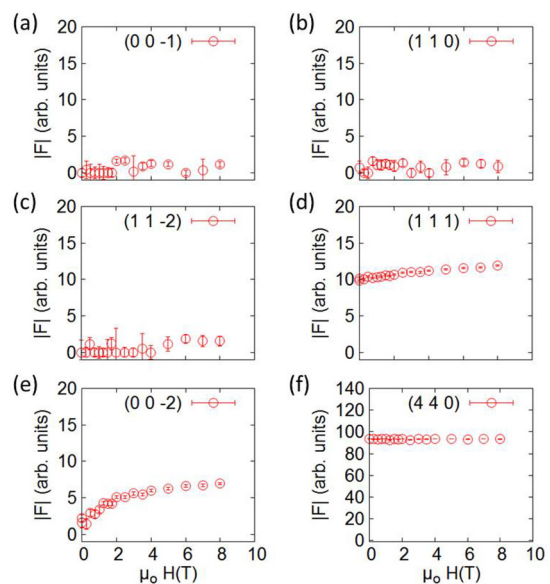 (a) (b)
20 (0 0 -1) 20 (1 1 0)
15 15
10 10
5 5
0 0
|F| (arb. units) |F| (arb. units)
(c) (d)
20 (1 1 -2) 20 (1 1 1)
15 15
10 10
5 5
0 0
|F| (arb. units) |F| (arb. units)
(e) (f)
20 (0 0 -2) 140 (4 4 0)
120
15 100
10 80
60
5 40
20
0 0
|F| (arb. units) |F| (arb. units)
0 2 4 6 8 10 0 2 4 6 8 10
μo H(T) μo H(T)